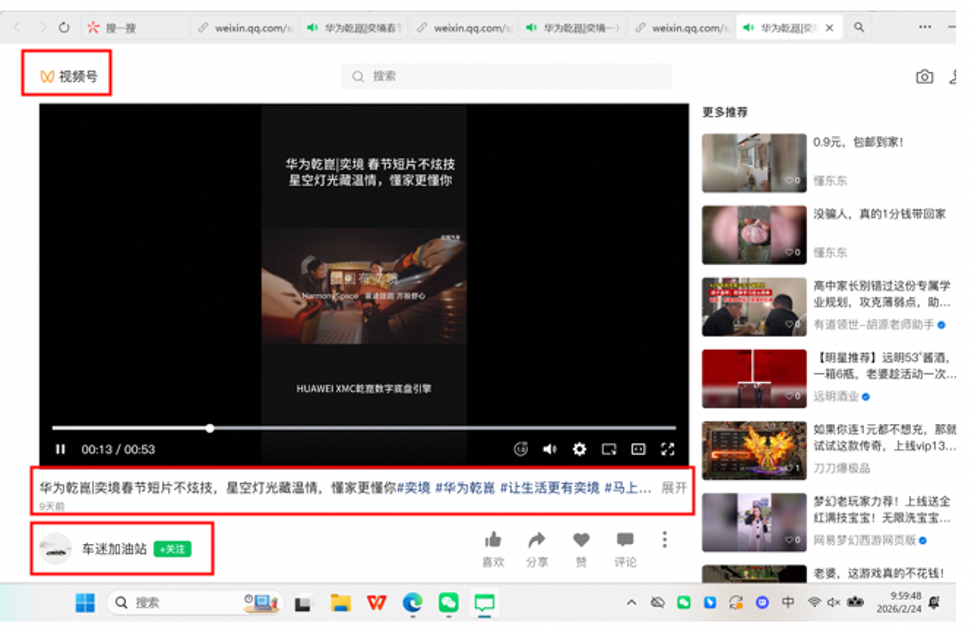 搜一搜
weixin.qq.com/s
华为乾崑|奕境春节
weixin.qq.com/s
华为乾崑|奕境一
weixin.qq.com/s
华为乾崑|奕
视频号
搜索
华为乾崑|奕境 春节短片不炫技
星空灯光藏温情，懂家更懂你
HarmonySpace
HUAWEI XMC乾崑数字底盘引擎
00:13 / 00:53
华为乾崑|奕境春节短片不炫技，星空灯光藏温情，懂家更懂你#奕境 #华为乾崑 #让生活更有奕境 #马上... 展开
9天前
车迷加油站
+关注
喜欢
分享
赞
评论
更多推荐
0.9元，包邮到家！
懂东东
0
没骗人，真的1分钱带回家
懂东东
0
高中家长别错过这份专属学
业规划，攻克薄弱点，助...
有道领世-胡源老师助手
0
【明星推荐】远明53°酱酒，
一箱6瓶，老婆趁活动一次...
远明酒业
0
如果你连1元都不想充，那就
试试这款传奇，上线vip13...
刀刀爆极品
1
梦幻老玩家力荐！上线送全
红满技宝宝！无限洗宝宝...
网易梦幻西游网页版
0
老婆，这游戏真的不花钱！
搜索
中
9:59:48
2026/2/24